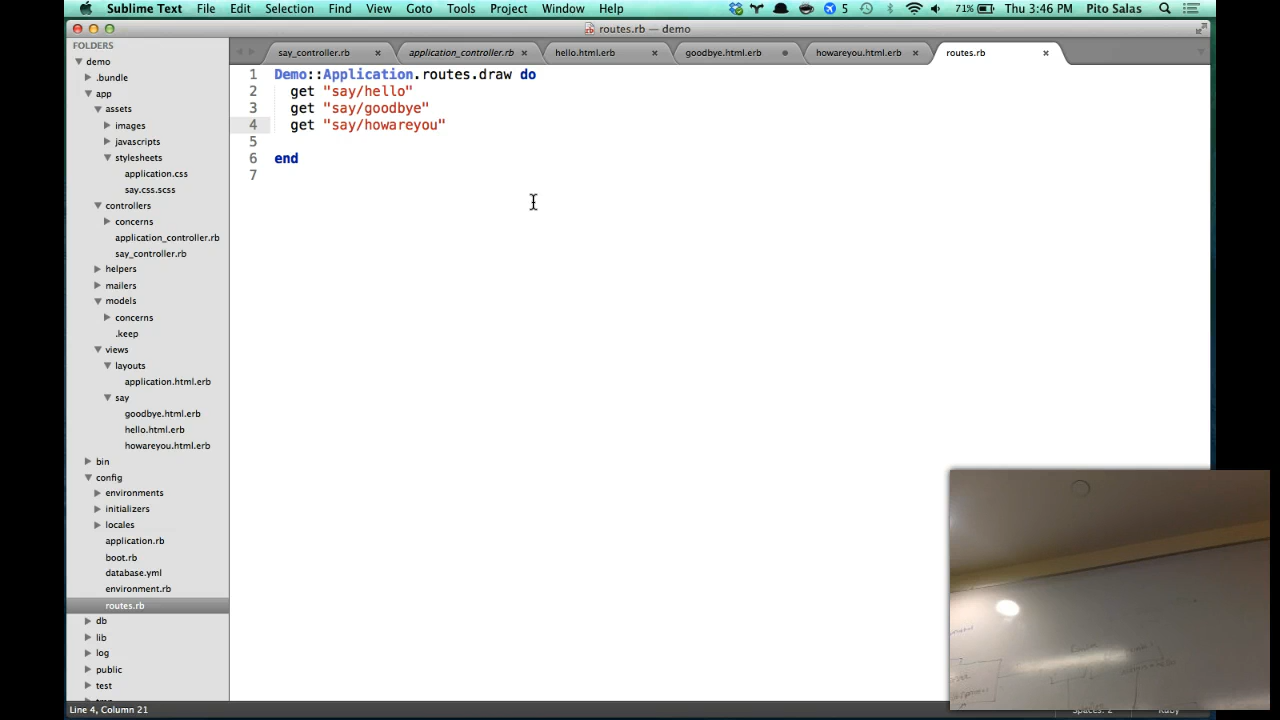 Sublime Text File Edit Selection Find View Goto Tools Project Window Help 5 71% Thu 3:46 PM Pito Salas
routes.rb — demo
FOLDERS
say_controller.rb application_controller.rb hello.html.erb goodbye.html.erb howareyou.html.erb routes.rb
demo
.bundle
app
assets
images
javascripts
stylesheets
application.css
say.css.scss
controllers
concerns
application_controller.rb
say_controller.rb
helpers
mailers
models
concerns
.keep
views
layouts
application.html.erb
say
goodbye.html.erb
hello.html.erb
howareyou.html.erb
bin
config
environments
initializers
locales
application.rb
boot.rb
database.yml
environment.rb
routes.rb
db
lib
log
public
test
1 Demo::Application.routes.draw do
2 get "say/hello"
3 get "say/goodbye"
4 get "say/howareyou"
5
6 end
7
Line 4, Column 21